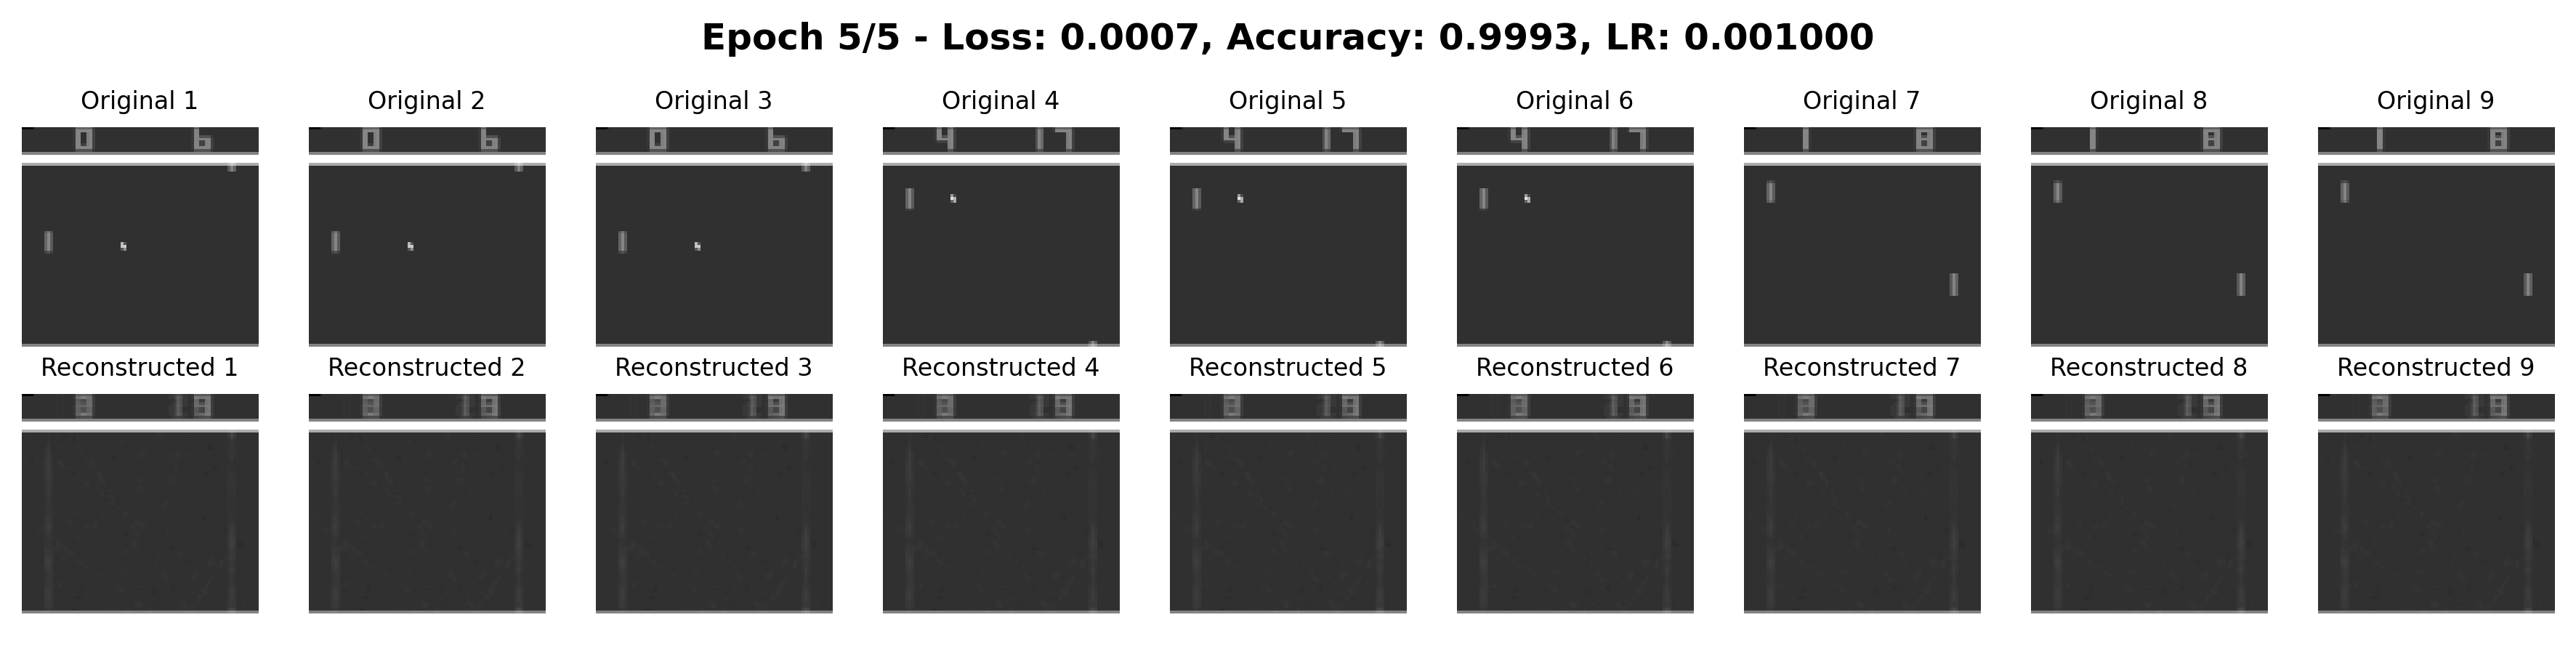 Epoch 5/5 - Loss: 0.0007, Accuracy: 0.9993, LR: 0.001000
Original 1 Original 2 Original 3 Original 4 Original 5 Original 6 Original 7 Original 8 Original 9
0 6 0 6 0 6 4 17 4 17 4 17 1 8 1 8 1 8
Reconstructed 1 Reconstructed 2 Reconstructed 3 Reconstructed 4 Reconstructed 5 Reconstructed 6 Reconstructed 7 Reconstructed 8 Reconstructed 9